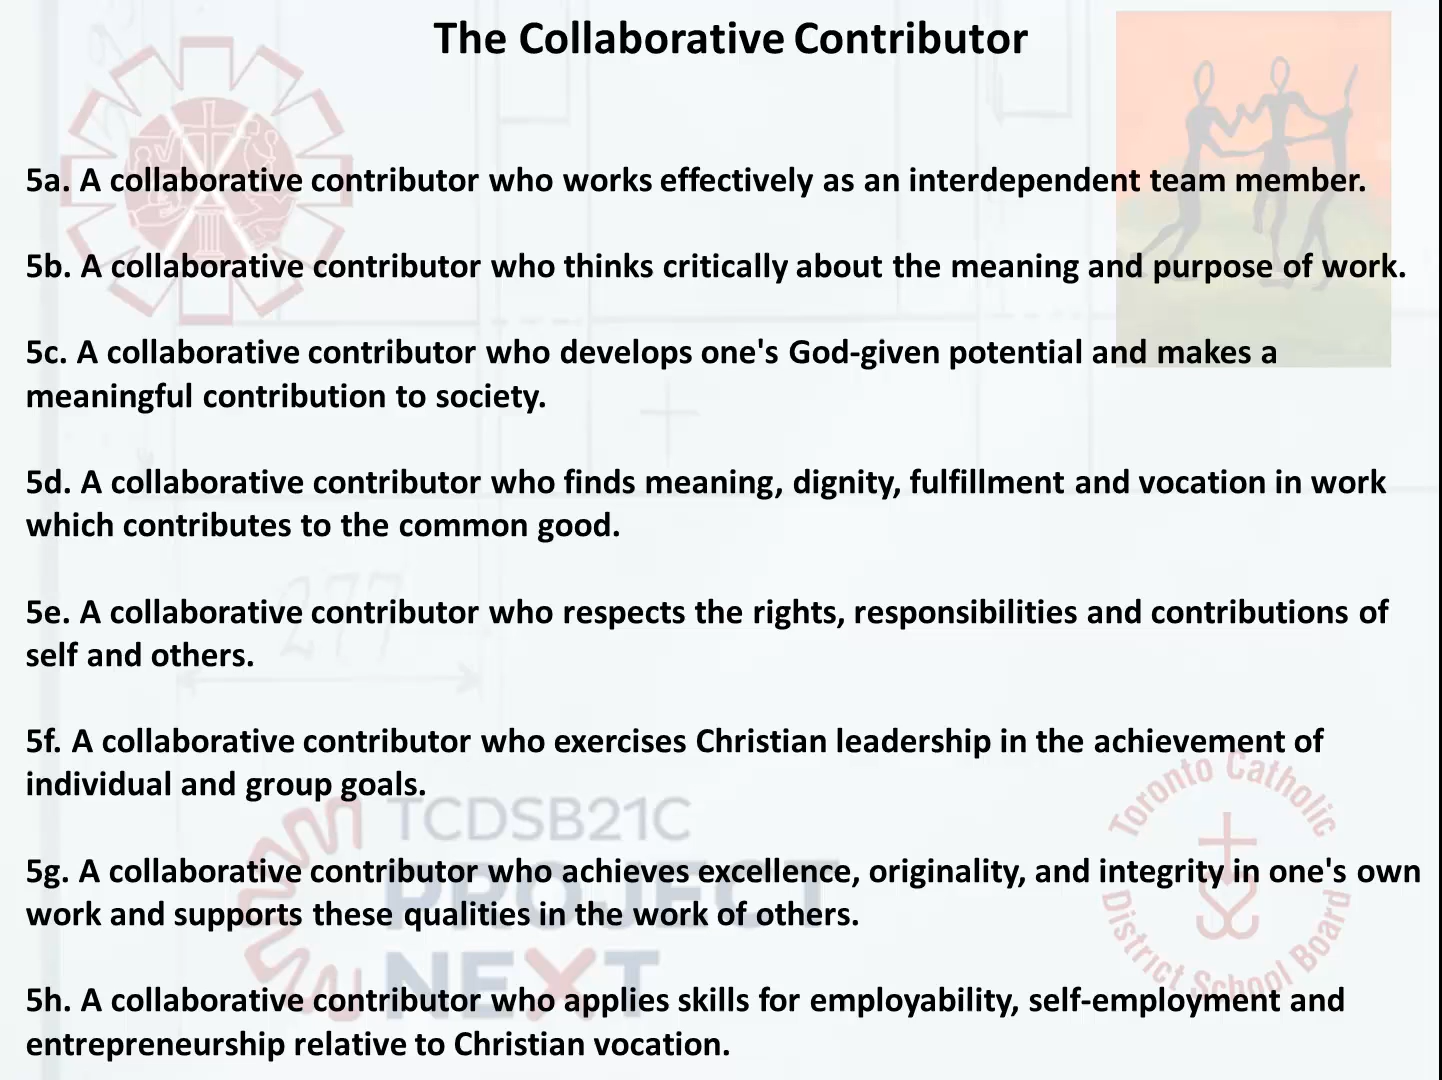 The Collaborative Contributor
5a. A collaborative contributor who works effectively as an interdependent team member.
5b. A collaborative contributor who thinks critically about the meaning and purpose of work.
5c. A collaborative contributor who develops one's God-given potential and makes a
meaningful contribution to society.
5d. A collaborative contributor who finds meaning, dignity, fulfillment and vocation in work
which contributes to the common good.
277
5e. A collaborative contributor who respects the rights, responsibilities and contributions of
self and others.
5f. A collaborative contributor who exercises Christian leadership in the achievement of
individual and group goals.
TCDSB21C
PROJECT
NEXT
Toronto Catholic
District School Board
5g. A collaborative contributor who achieves excellence, originality, and integrity in one's own
work and supports these qualities in the work of others.
5h. A collaborative contributor who applies skills for employability, self-employment and
entrepreneurship relative to Christian vocation.